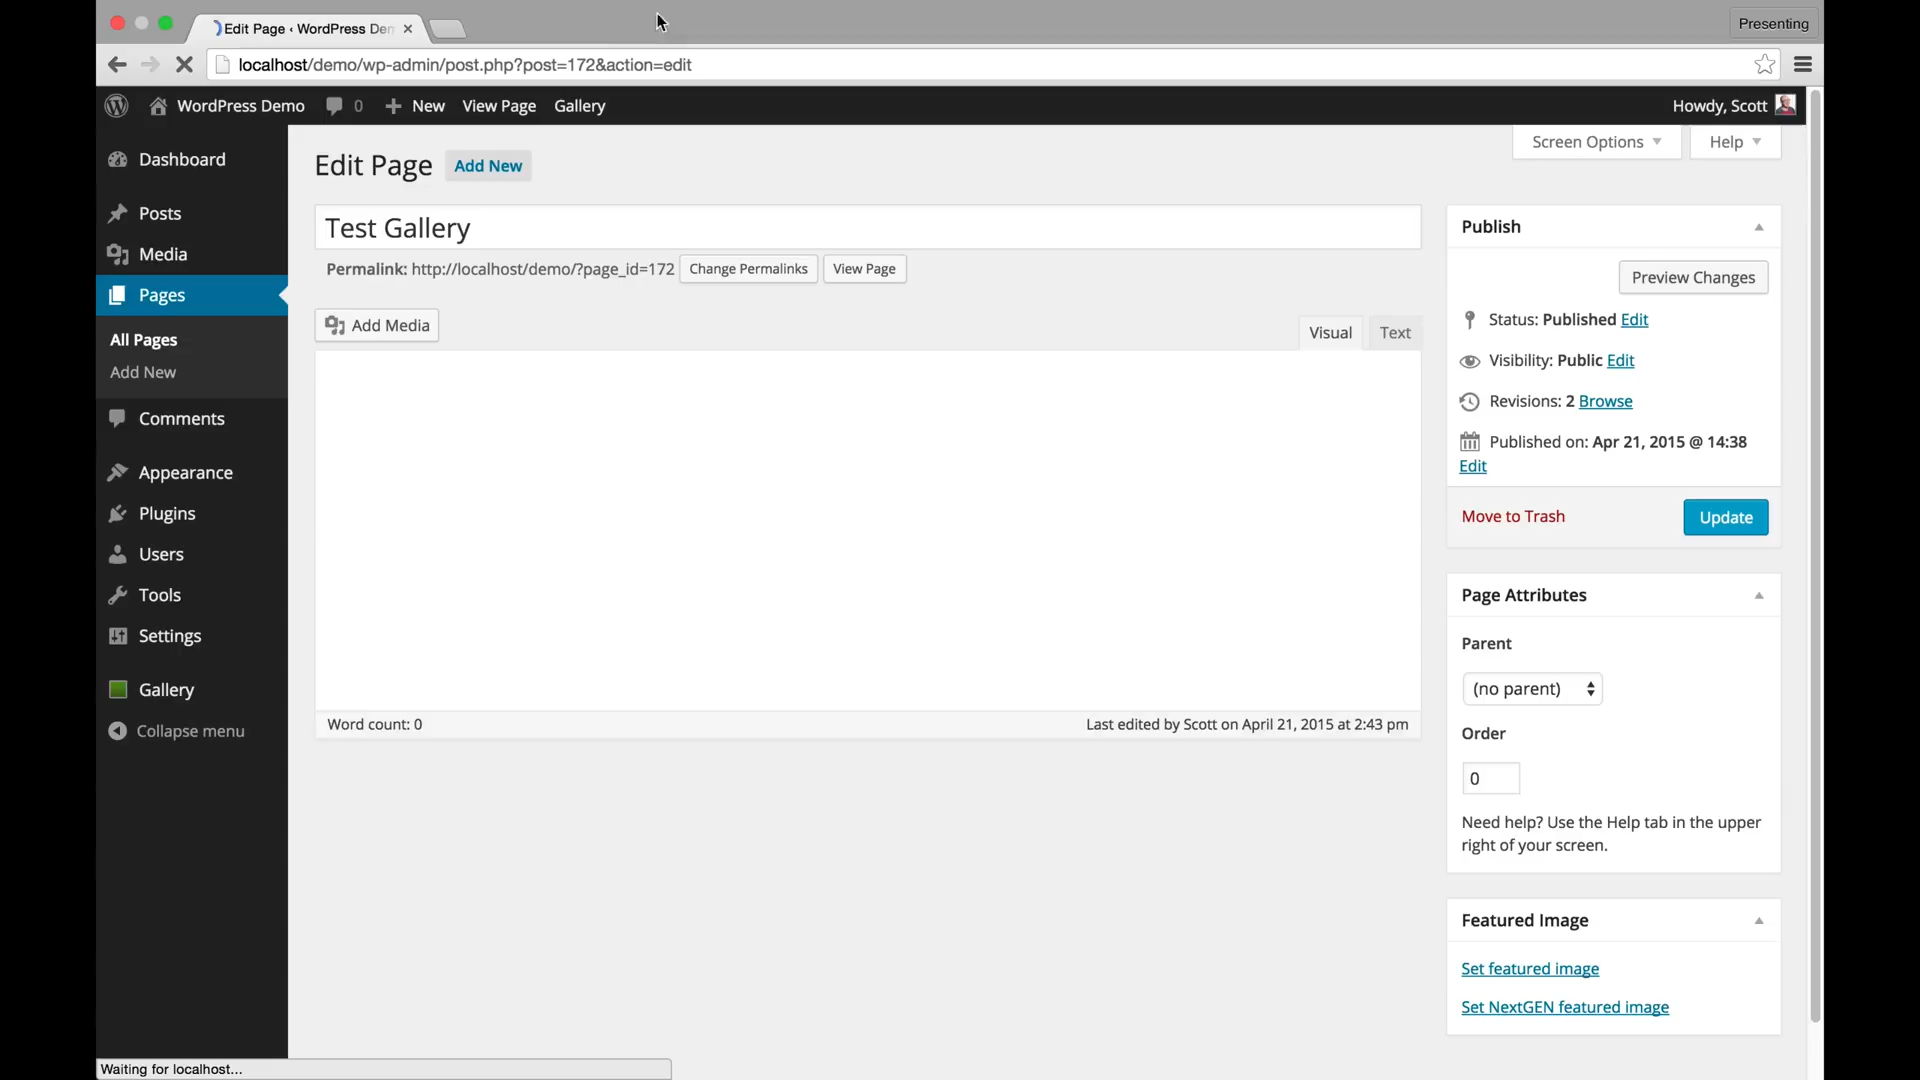 Edit Page ‹ WordPress Den
Presenting
localhost/demo/wp-admin/post.php?post=172&action=edit
WordPress Demo 0 New View Page Gallery Howdy, Scott
Screen Options Help
Dashboard
Posts
Media
Pages
All Pages
Add New
Comments
Appearance
Plugins
Users
Tools
Settings
Gallery
Collapse menu
Edit Page Add New
Test Gallery
Permalink: http://localhost/demo/?page_id=172 Change Permalinks View Page
Add Media
Visual Text
Word count: 0 Last edited by Scott on April 21, 2015 at 2:43 pm
Publish
Preview Changes
Status: Published Edit
Visibility: Public Edit
Revisions: 2 Browse
Published on: Apr 21, 2015 @ 14:38
Edit
Move to Trash Update
Page Attributes
Parent
(no parent)
Order
0
Need help? Use the Help tab in the upper
right of your screen.
Featured Image
Set featured image
Set NextGEN featured image
Waiting for localhost...